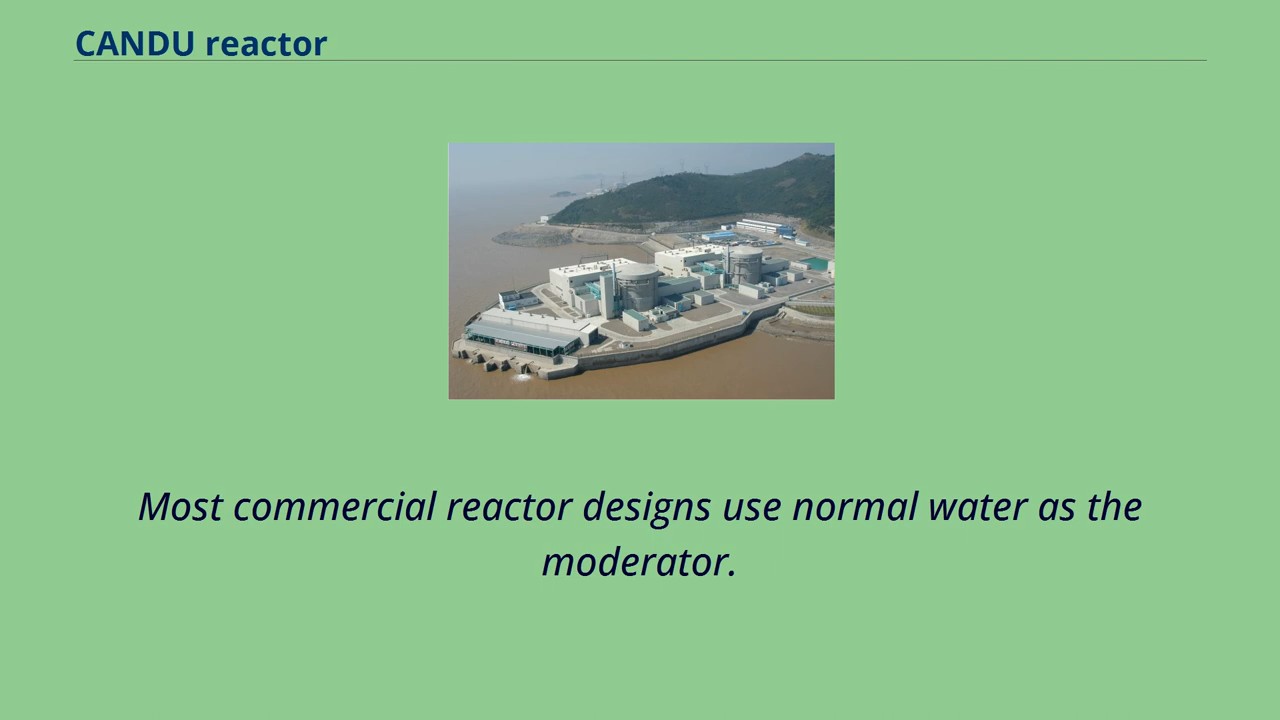 CANDU reactor
Most commercial reactor designs use normal water as the
moderator.